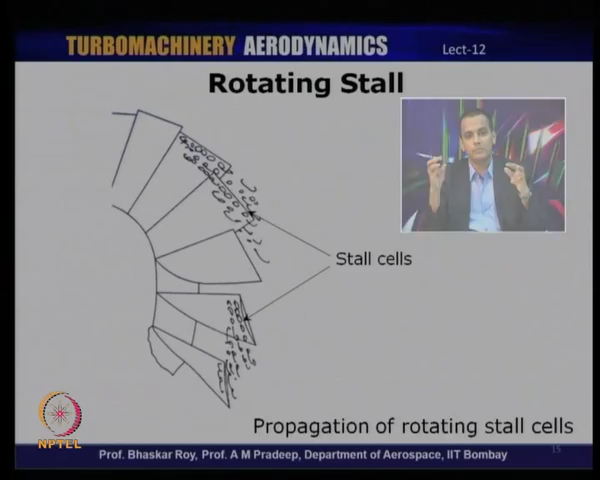 TURBOMACHINERY AERODYNAMICS
Lect-12
Rotating Stall
Stall cells
Propagation of rotating stall cells
NPTEL
Prof. Bhaskar Roy, Prof. A M Pradeep, Department of Aerospace, IIT Bombay
15